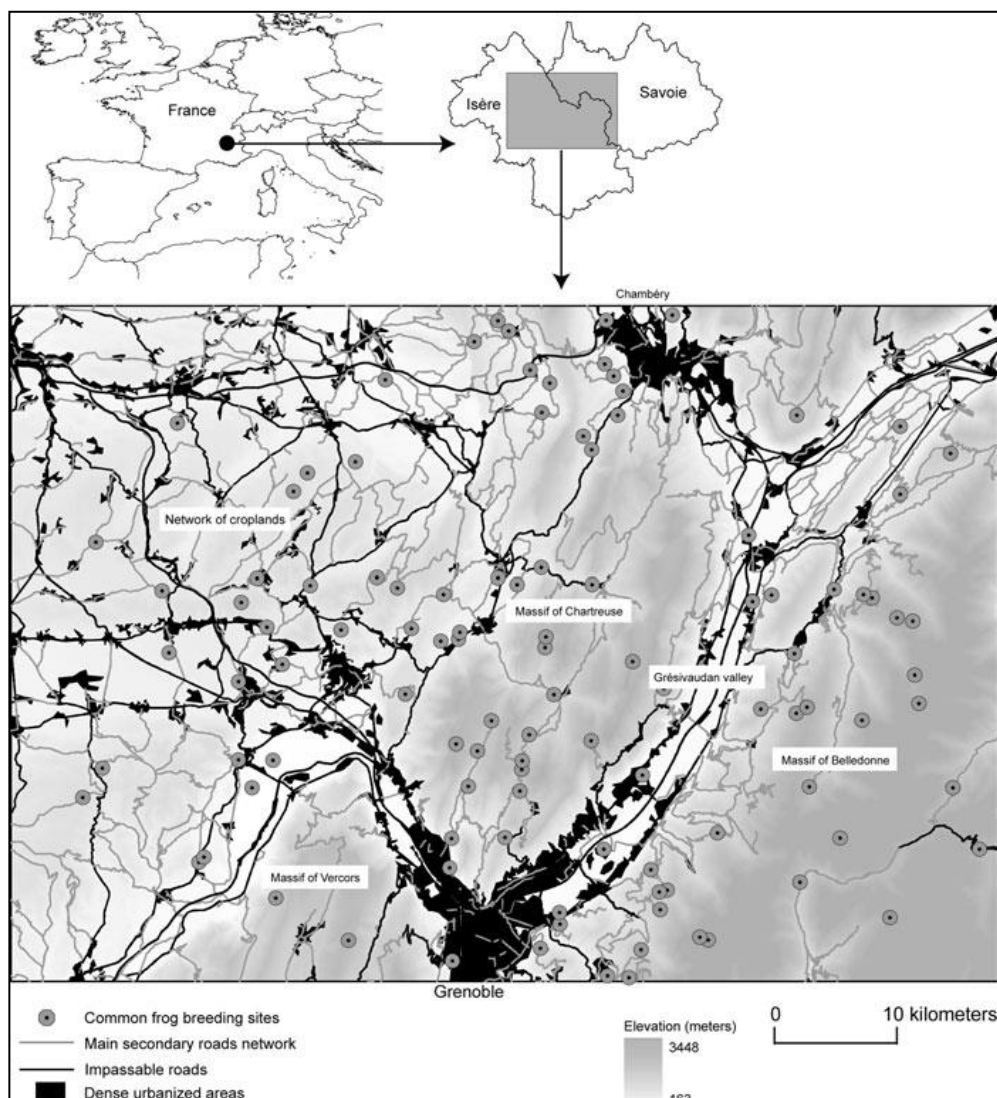 France
Isère
Savoie
Chambéry
Network of croplands
Massif of Chartreuse
Grésivaudan valley
Massif of Belledonne
Massif of Vercors
Grenoble
Common frog breeding sites
Main secondary roads network
Impassable roads
Dense urbanized areas
Elevation (meters)
3448
163
0 10 kilometers